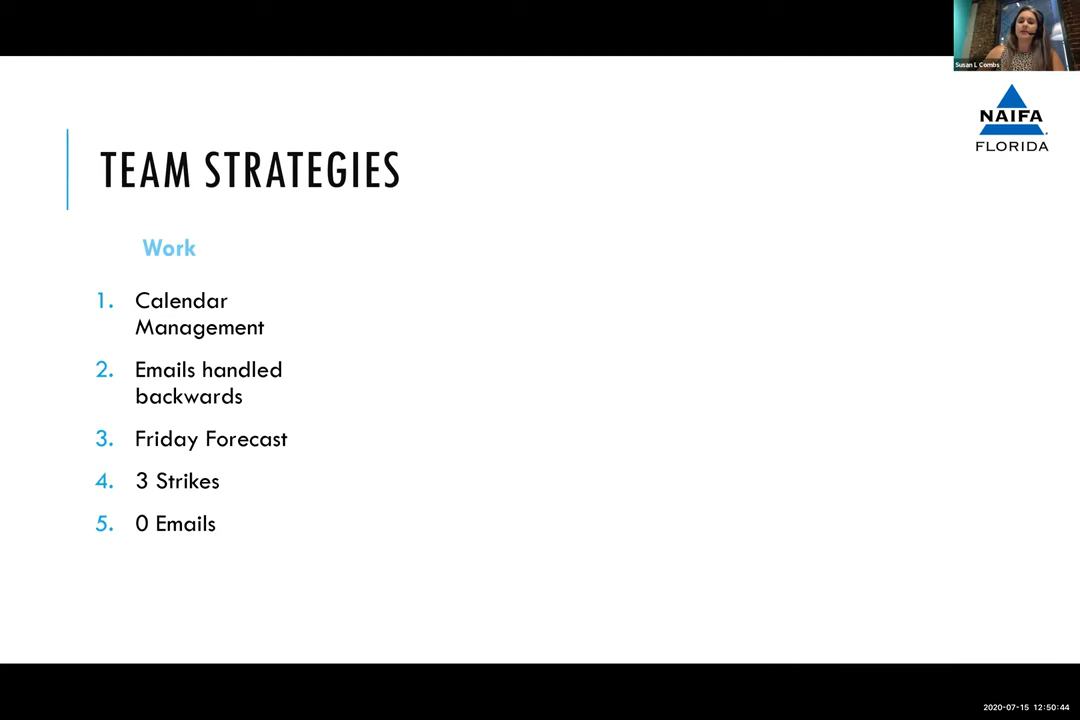 Susan L Combs
NAIFA
FLORIDA
TEAM STRATEGIES
Work
1. Calendar
Management
2. Emails handled
backwards
3. Friday Forecast
4. 3 Strikes
5. 0 Emails
2020-07-15 12:50:44